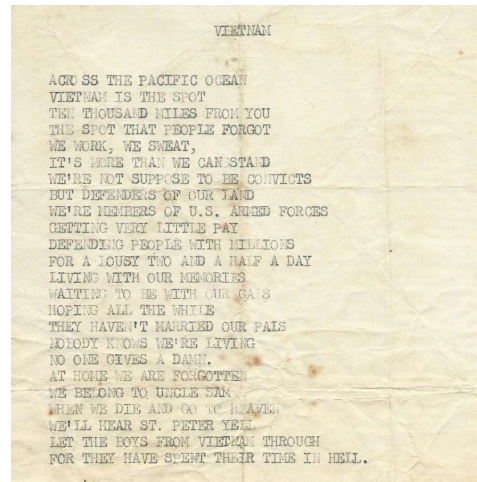 VIETNAM
ACROSS THE PACIFIC OCEAN
VIETNAM IS THE SPOT
TEN THOUSAND MILES FROM YOU
THE SPOT THAT PEOPLE FORGOT
WE WORK, WE SWEAT,
IT'S MORE THAN WE CANSSTAND
WE'RE NOT SUPPOSE TO BE CONVICTS
BUT DEFENDERS OF OUR LAND
WE'RE MEMBERS OF U.S. ARMED FORCES
GETTING VERY LITTLE PAY
DEFENDING PEOPLE WITH MILLIONS
FOR A LOUSY TWO AND A HALF A DAY
LIVING WITH OUR MEMORIES
WAITING TO BE WITH OUR GALS
HOPING ALL THE WHILE
THEY HAVEN'T MARRIED OUR PALS
NOBODY KNOWS WE'RE LIVING
NO ONE GIVES A DAMN.
AT HOME WE ARE FORGOTTEN
WE BELONG TO UNCLE SAM
WHEN WE DIE AND GO TO HEAVEN
WE'LL HEAR ST. PETER YELL
LET THE BOYS FROM VIETNAM THROUGH
FOR THEY HAVE SPENT THEIR TIME IN HELL.